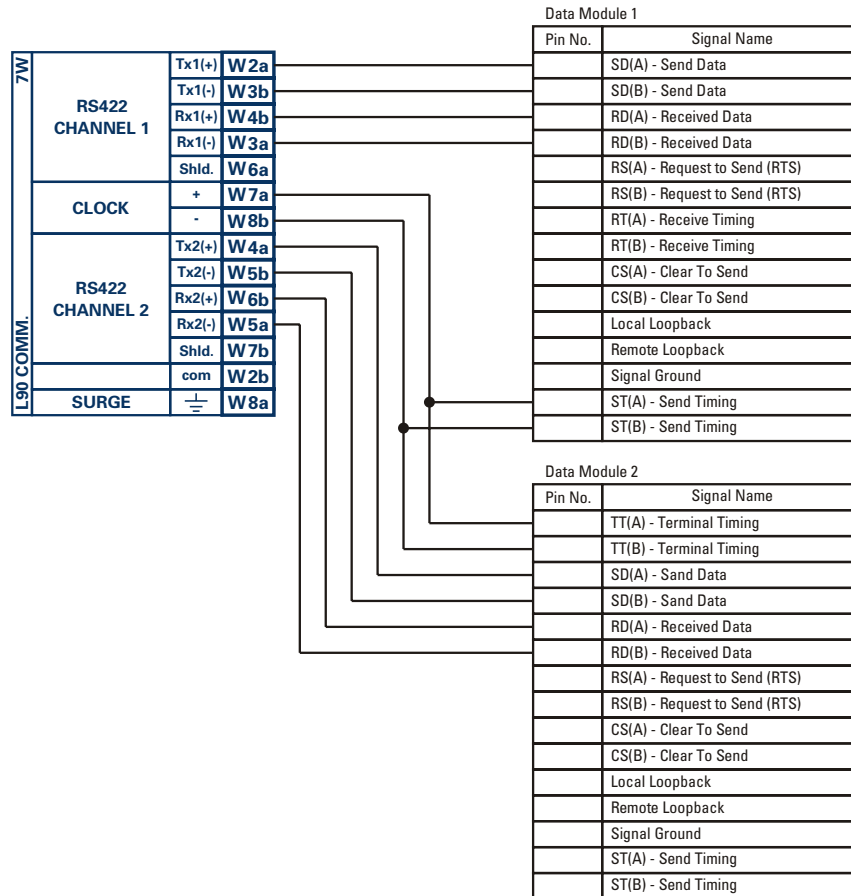 7W
L90 COMM.
RS422
CHANNEL 1
Tx1(+) W2a
Tx1(-) W3b
Rx1(+) W4b
Rx1(-) W3a
Shld. W6a
CLOCK
+ W7a
- W8b
RS422
CHANNEL 2
Tx2(+) W4a
Tx2(-) W5b
Rx2(+) W6b
Rx2(-) W5a
Shld. W7b
com W2b
SURGE W8a
Data Module 1
Pin No. Signal Name
SD(A) - Send Data
SD(B) - Send Data
RD(A) - Received Data
RD(B) - Received Data
RS(A) - Request to Send (RTS)
RS(B) - Request to Send (RTS)
RT(A) - Receive Timing
RT(B) - Receive Timing
CS(A) - Clear To Send
CS(B) - Clear To Send
Local Loopback
Remote Loopback
Signal Ground
ST(A) - Send Timing
ST(B) - Send Timing
Data Module 2
Pin No. Signal Name
TT(A) - Terminal Timing
TT(B) - Terminal Timing
SD(A) - Sand Data
SD(B) - Sand Data
RD(A) - Received Data
RD(B) - Received Data
RS(A) - Request to Send (RTS)
RS(B) - Request to Send (RTS)
CS(A) - Clear To Send
CS(B) - Clear To Send
Local Loopback
Remote Loopback
Signal Ground
ST(A) - Send Timing
ST(B) - Send Timing